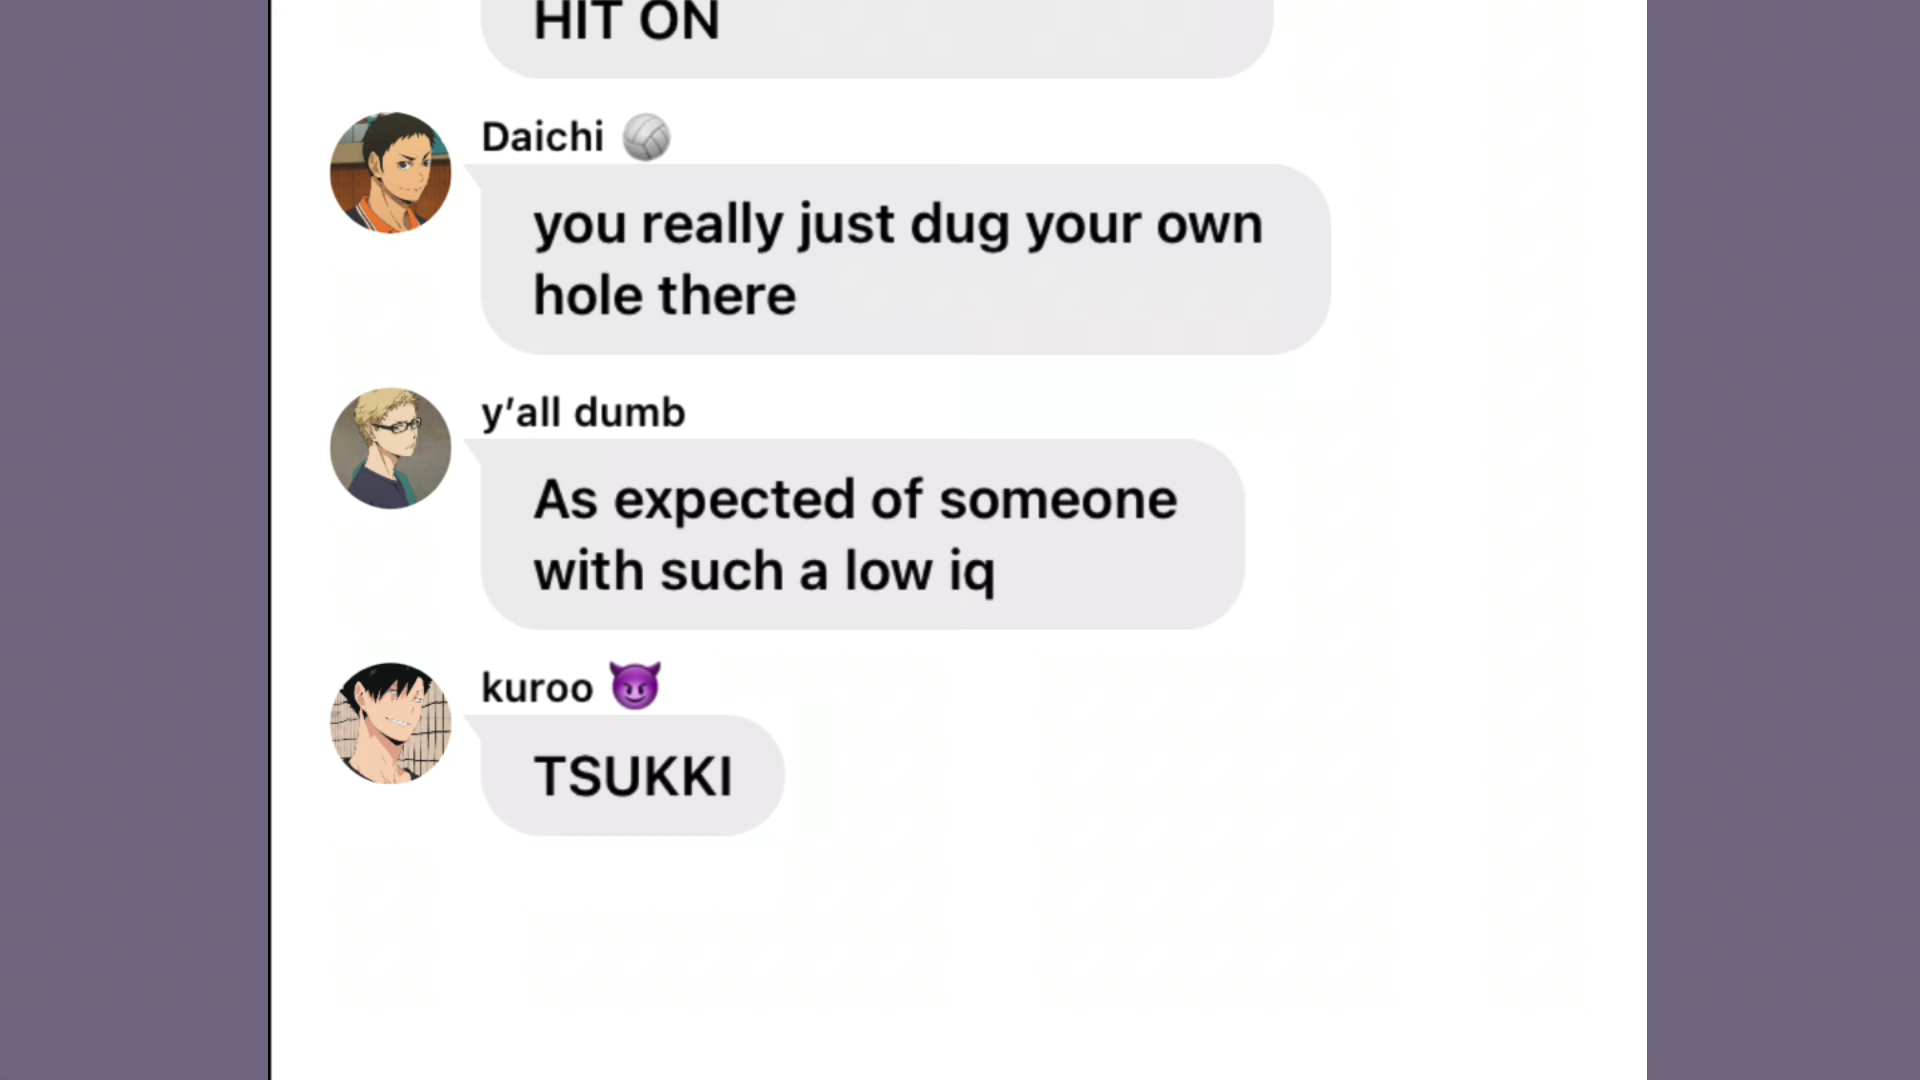 HIT ON
Daichi 🏐
you really just dug your own
hole there
y’all dumb
As expected of someone
with such a low iq
kuroo 😈
TSUKKI